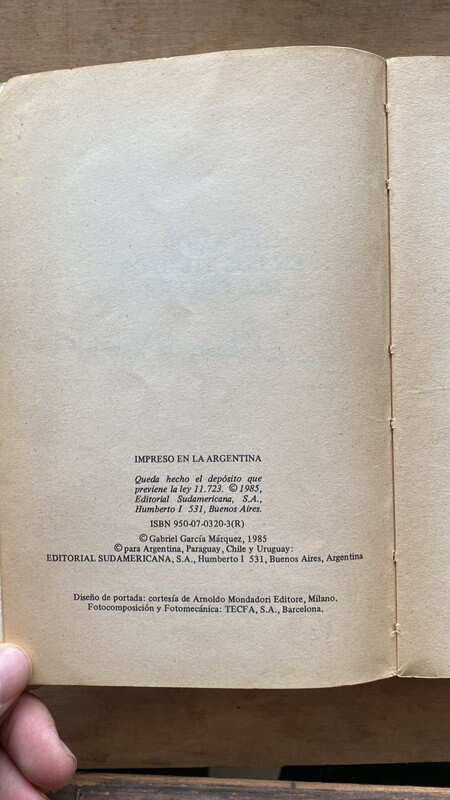 IMPRESO EN LA ARGENTINA
Queda hecho el depósito que
previene la ley 11.723. © 1985,
Editorial Sudamericana, S.A.,
Humberto I 531, Buenos Aires.
ISBN 950-07-0320-3(R)
© Gabriel García Márquez, 1985
© para Argentina, Paraguay, Chile y Uruguay:
EDITORIAL SUDAMERICANA, S.A., Humberto I 531, Buenos Aires, Argentina
Diseño de portada: cortesía de Arnoldo Mondadori Editore, Milano.
Fotocomposición y Fotomecánica: TECFA, S.A., Barcelona.